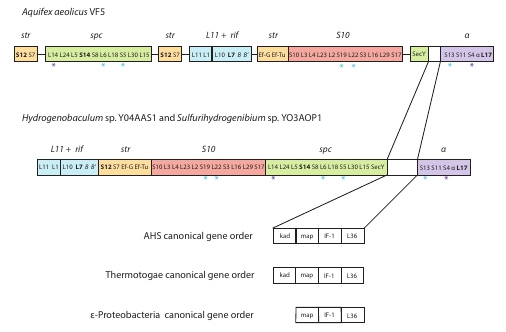 Aquifex aeolicus VF5
str spc str L11 + rif str S10 α
S12 S7 L14 L24 L5 S14 S8 L6 L18 S5 L30 L15 S12 S7 L11 L1 L10 L7 β β' Ef-G Ef-Tu S10 L3 L4 L23 L2 S19 L22 S3 L16 L29 S17 SecY S13 S11 S4 α L17
* * * * * * *
Hydrogenobaculum sp. Y04AAS1 and Sulfurihydrogenibium sp. YO3AOP1
L11 + rif str S10 spc α
L11 L1 L10 L7 β β' S12 S7 Ef-G Ef-Tu S10 L3 L4 L23 L2 S19 L22 S3 L16 L29 S17 L14 L24 L5 S14 S8 L6 L18 S5 L30 L15 SecY S13 S11 S4 α L17
* * * * * * *
AHS canonical gene order kad map IF-1 L36
Thermotogae canonical gene order kad map IF-1 L36
ε-Proteobacteria canonical gene order map IF-1 L36